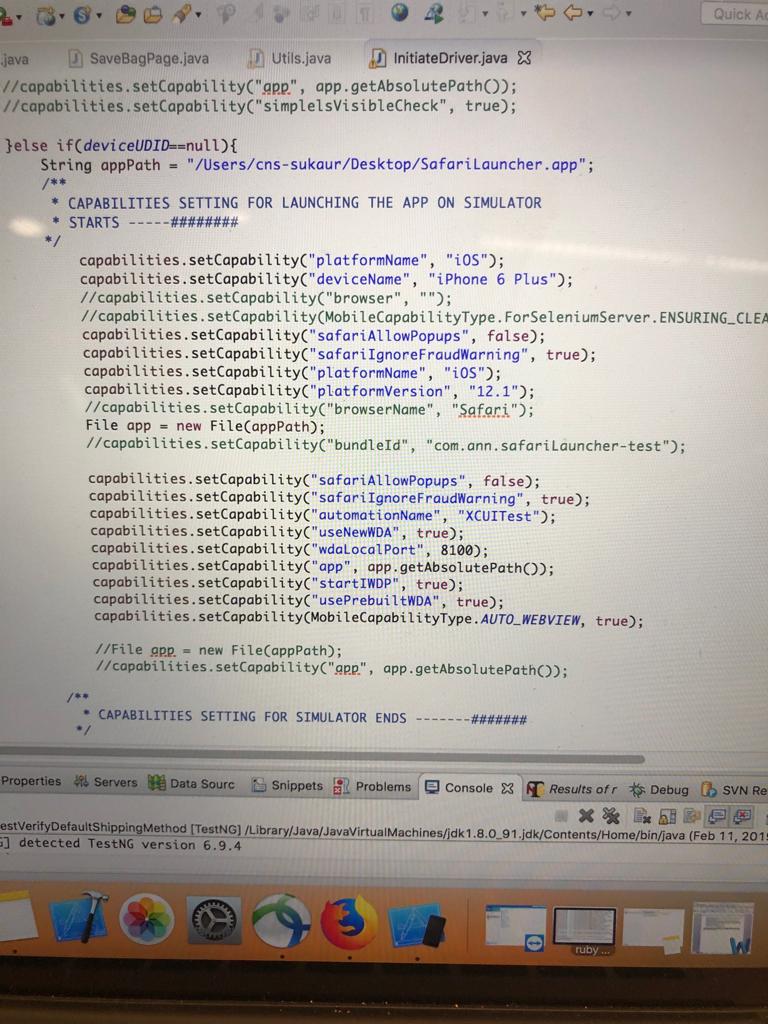 Quick Ac
.java SaveBagPage.java Utils.java InitiateDriver.java
//capabilities.setCapability("app", app.getAbsolutePath());
//capabilities.setCapability("simpleIsVisibleCheck", true);
}else if(deviceUDID==null){
String appPath = "/Users/cns-sukaur/Desktop/SafariLauncher.app";
/**
* CAPABILITIES SETTING FOR LAUNCHING THE APP ON SIMULATOR
* STARTS -----########
*/
capabilities.setCapability("platformName", "iOS");
capabilities.setCapability("deviceName", "iPhone 6 Plus");
//capabilities.setCapability("browser", "");
//capabilities.setCapability(MobileCapabilityType.ForSeleniumServer.ENSURING_CLEA
capabilities.setCapability("safariAllowPopups", false);
capabilities.setCapability("safariIgnoreFraudWarning", true);
capabilities.setCapability("platformName", "iOS");
capabilities.setCapability("platformVersion", "12.1");
//capabilities.setCapability("browserName", "Safari");
File app = new File(appPath);
//capabilities.setCapability("bundleId", "com.ann.safariLauncher-test");
capabilities.setCapability("safariAllowPopups", false);
capabilities.setCapability("safariIgnoreFraudWarning", true);
capabilities.setCapability("automationName", "XCUITest");
capabilities.setCapability("useNewWDA", true);
capabilities.setCapability("wdaLocalPort", 8100);
capabilities.setCapability("app", app.getAbsolutePath());
capabilities.setCapability("startIWDP", true);
capabilities.setCapability("usePrebuiltWDA", true);
capabilities.setCapability(MobileCapabilityType.AUTO_WEBVIEW, true);
//File app = new File(appPath);
//capabilities.setCapability("app", app.getAbsolutePath());
/**
* CAPABILITIES SETTING FOR SIMULATOR ENDS -------#######
*/
Properties Servers Data Sourc Snippets Problems Console Results of r Debug SVN Re
estVerifyDefaultShippingMethod [TestNG] /Library/Java/JavaVirtualMachines/jdk1.8.0_91.jdk/Contents/Home/bin/java (Feb 11, 201
G] detected TestNG version 6.9.4
ruby ...